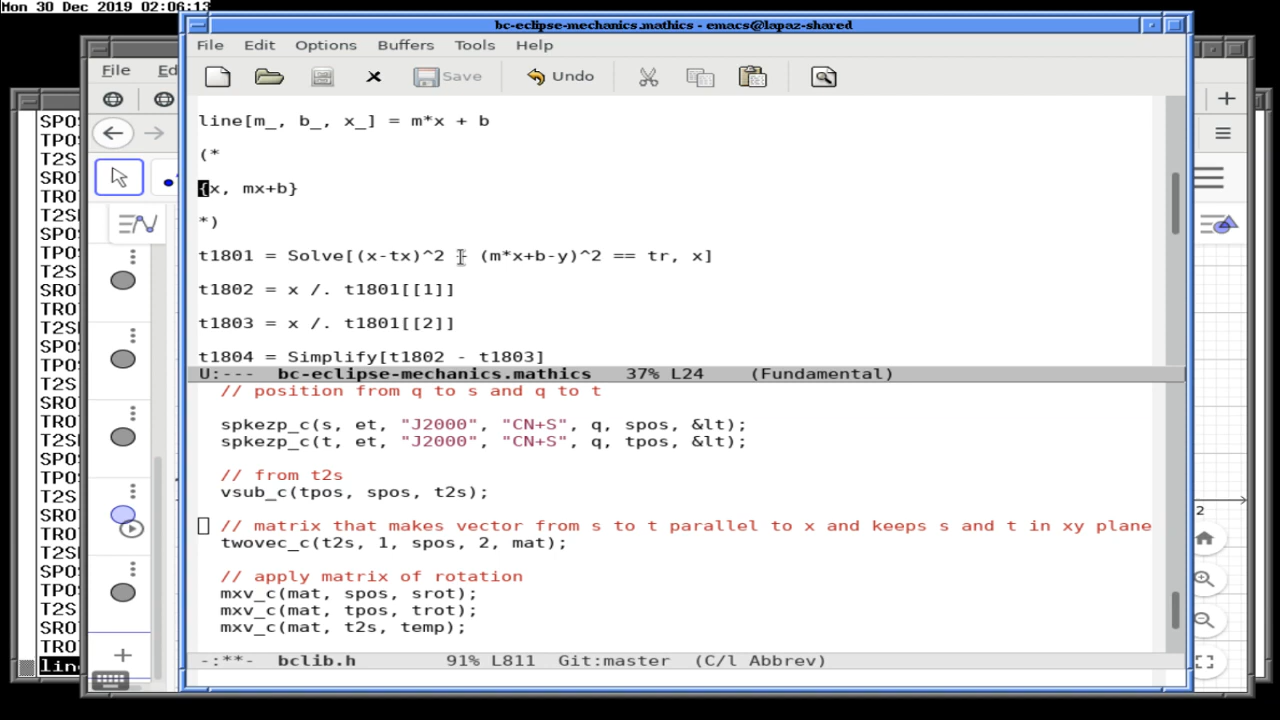 Mon 30 Dec 2019 02:06:13
bc-eclipse-mechanics.mathics - emacs@lapaz-shared
File Edit Options Buffers Tools Help
Save Undo
line[m_, b_, x_] = m*x + b
(*
{x, mx+b}
*)
t1801 = Solve[(x-tx)^2 (m*x+b-y)^2 == tr, x]
t1802 = x /. t1801[[1]]
t1803 = x /. t1801[[2]]
t1804 = Simplify[t1802 - t1803]
U:--- bc-eclipse-mechanics.mathics 37% L24 (Fundamental)
// position from q to s and q to t
spkezp_c(s, et, "J2000", "CN+S", q, spos, &lt);
spkezp_c(t, et, "J2000", "CN+S", q, tpos, &lt);
// from t2s
vsub_c(tpos, spos, t2s);
// matrix that makes vector from s to t parallel to x and keeps s and t in xy plane
twovec_c(t2s, 1, spos, 2, mat);
// apply matrix of rotation
mxv_c(mat, spos, srot);
mxv_c(mat, tpos, trot);
mxv_c(mat, t2s, temp);
-:**- bclib.h 91% L811 Git:master (C/l Abbrev)
File Ed
SPOS
TPO
T2S
SRO
TRO
T2S
SPO
TPO
T2S
SRO
TRO
T2S
SPO
TPO
T2S
SRO
TRO
T2S
SPO
TPO
T2S
SRO
TRO
T2S
SPO
TPO
T2S
SRO
TRO
line
2